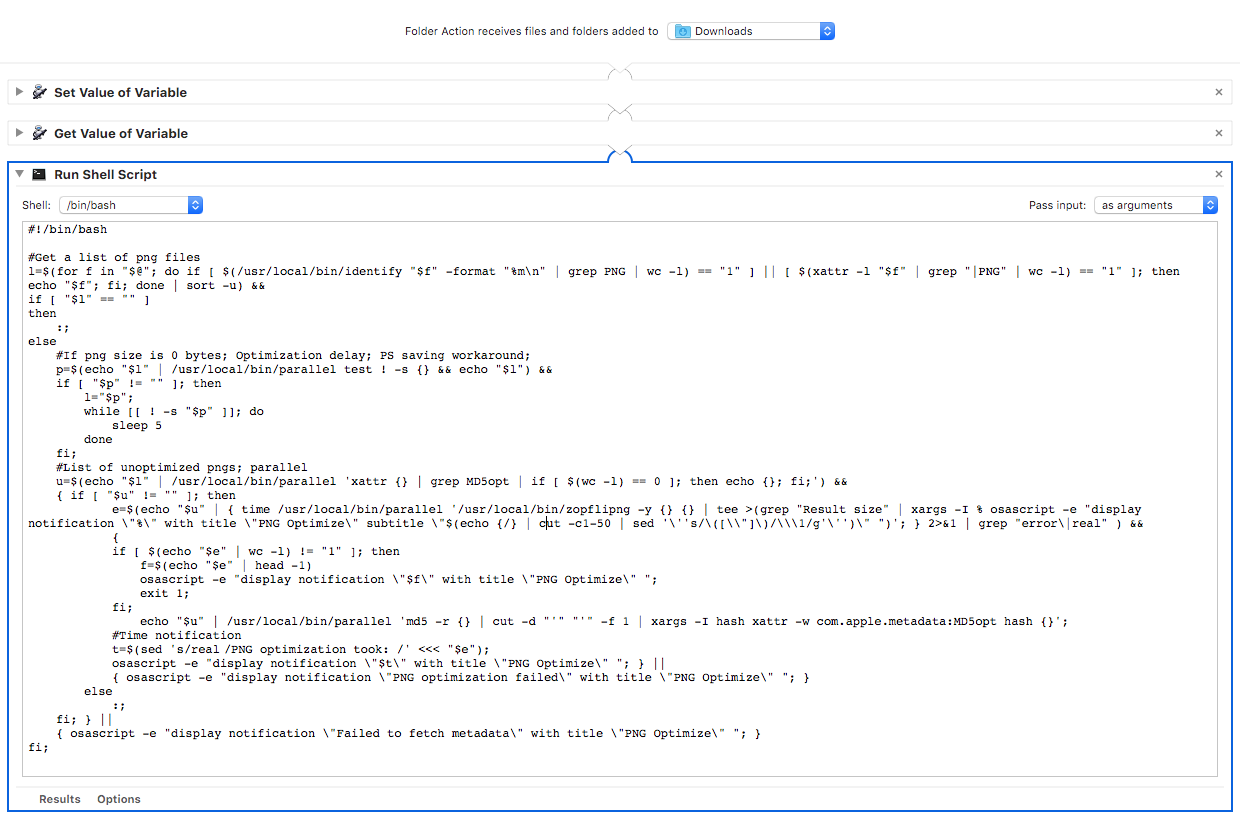 Folder Action receives files and folders added to Downloads
Set Value of Variable
Get Value of Variable
Run Shell Script
Shell: /bin/bash Pass input: as arguments
#!/bin/bash

#Get a list of png files
l=$(for f in "$@"; do if [ $(/usr/local/bin/identify "$f" -format "%m\n" | grep PNG | wc -l) == "1" ] || [ $(xattr -l "$f" | grep "|PNG" | wc -l) == "1" ]; then
echo "$f"; fi; done | sort -u) &&
if [ "$l" == "" ]
then
    :;
else
    #If png size is 0 bytes; Optimization delay; PS saving workaround;
    p=$(echo "$l" | /usr/local/bin/parallel test ! -s {} && echo "$l") &&
    if [ "$p" != "" ]; then
        l="$p";
        while [[ ! -s "$p" ]]; do
            sleep 5
        done
    fi;
    #List of unoptimized pngs; parallel
    u=$(echo "$l" | /usr/local/bin/parallel 'xattr {} | grep MD5opt | if [ $(wc -l) == 0 ]; then echo {}; fi;') &&
    { if [ "$u" != "" ]; then
            e=$(echo "$u" | { time /usr/local/bin/parallel '/usr/local/bin/zopflipng -y {} {} | tee >(grep "Result size" | xargs -I % osascript -e "display
notification \"%\" with title \"PNG Optimize\" subtitle \"$(echo {/} | cut -c1-50 | sed '\''s/\([\\"]\)/\\\1/g'\'')\" ")'; } 2>&1 | grep "error\|real" ) &&
            {
            if [ $(echo "$e" | wc -l) != "1" ]; then
                f=$(echo "$e" | head -1)
                osascript -e "display notification \"$f\" with title \"PNG Optimize\" ";
                exit 1;
            fi;
                echo "$u" | /usr/local/bin/parallel 'md5 -r {} | cut -d "'" "'" -f 1 | xargs -I hash xattr -w com.apple.metadata:MD5opt hash {}';
            #Time notification
            t=$(sed 's/real /PNG optimization took: /' <<< "$e");
            osascript -e "display notification \"$t\" with title \"PNG Optimize\" "; } ||
            { osascript -e "display notification \"PNG optimization failed\" with title \"PNG Optimize\" "; }
        else
            :;
    fi; } ||
    { osascript -e "display notification \"Failed to fetch metadata\" with title \"PNG Optimize\" "; }
fi;
Results Options